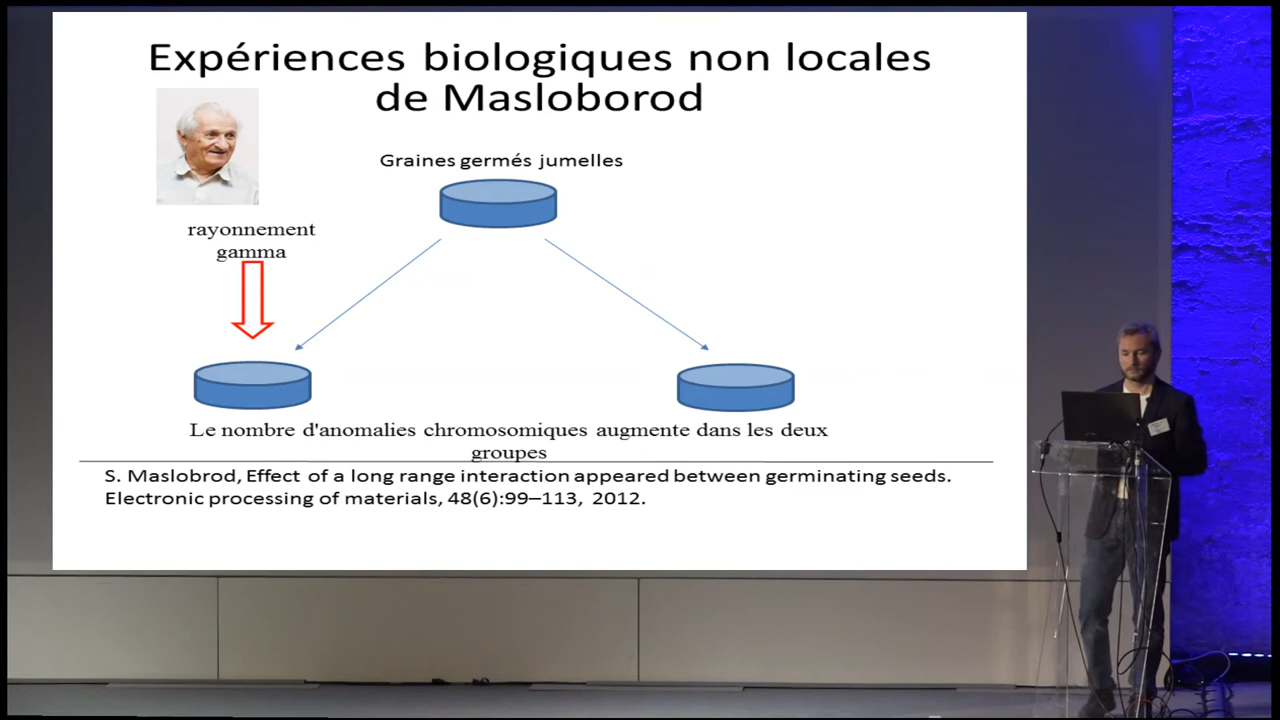 Expériences biologiques non locales
de Masloborod
Graines germés jumelles
rayonnement
gamma
Le nombre d'anomalies chromosomiques augmente dans les deux
groupes
S. Maslobrod, Effect of a long range interaction appeared between germinating seeds.
Electronic processing of materials, 48(6):99–113, 2012.